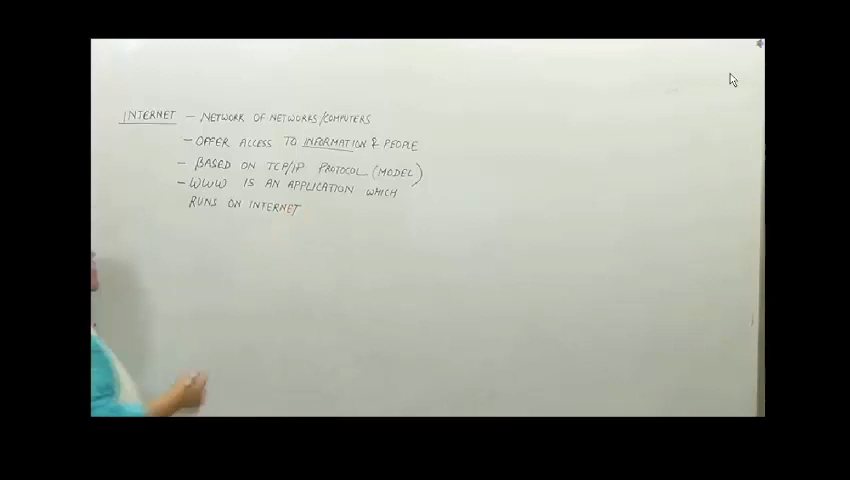 INTERNET - NETWORK OF NETWORKS/COMPUTERS
- OFFER ACCESS TO INFORMATION & PEOPLE
- BASED ON TCP/IP PROTOCOL (MODEL)
- WWW IS AN APPLICATION WHICH
RUNS ON INTERNET